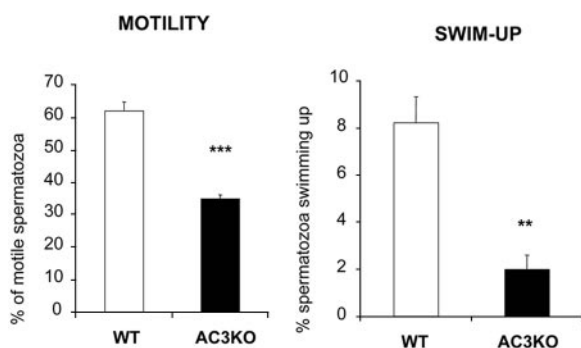 MOTILITY
% of motile spermatozoa
70
60
50
40
30
20
10
0
***
WT AC3KO
SWIM-UP
% spermatozoa swimming up
10
8
6
4
2
0
**
WT AC3KO